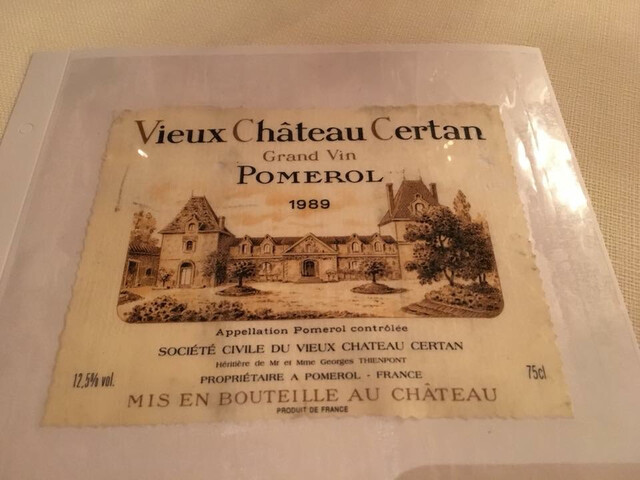 Vieux Château Certan
Grand Vin
POMEROL
1989
Appellation Pomerol contrôlée
SOCIÉTÉ CIVILE DU VIEUX CHATEAU CERTAN
Héritière de Mr et Mme Georges THIENPONT
12,5% vol. PROPRIÉTAIRE A POMEROL - FRANCE 75cl
MIS EN BOUTEILLE AU CHÂTEAU
PRODUIT DE FRANCE